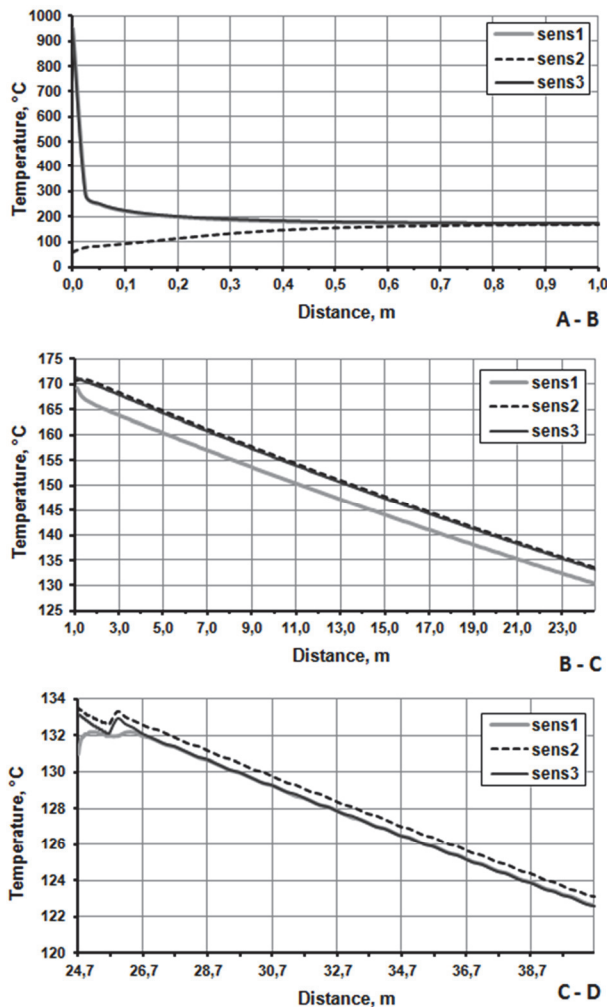 1000
900
800
700
600
500
400
300
200
100
0
Temperature, °C
sens1
sens2
sens3
0,0 0,1 0,2 0,3 0,4 0,5 0,6 0,7 0,8 0,9 1,0
Distance, m
A - B
175
170
165
160
155
150
145
140
135
130
125
Temperature, °C
sens1
sens2
sens3
1,0 3,0 5,0 7,0 9,0 11,0 13,0 15,0 17,0 19,0 21,0 23,0
Distance, m
B - C
134
132
130
128
126
124
122
120
Temperature, °C
sens1
sens2
sens3
24,7 26,7 28,7 30,7 32,7 34,7 36,7 38,7
Distance, m
C - D